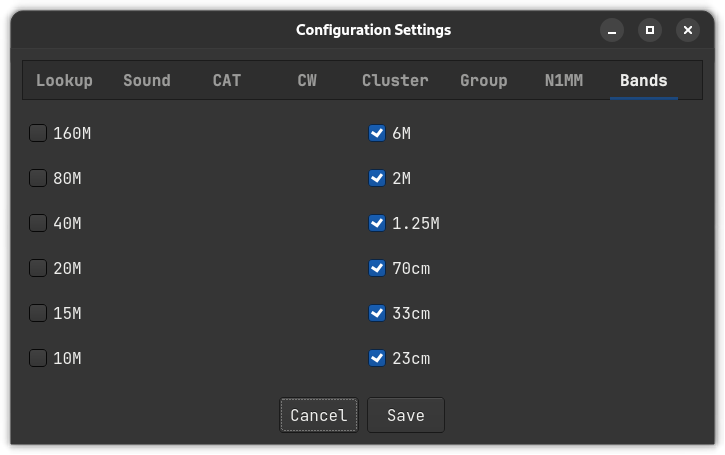 Configuration Settings
Lookup Sound CAT CW Cluster Group N1MM Bands
160M 6M
80M 2M
40M 1.25M
20M 70cm
15M 33cm
10M 23cm
Cancel Save